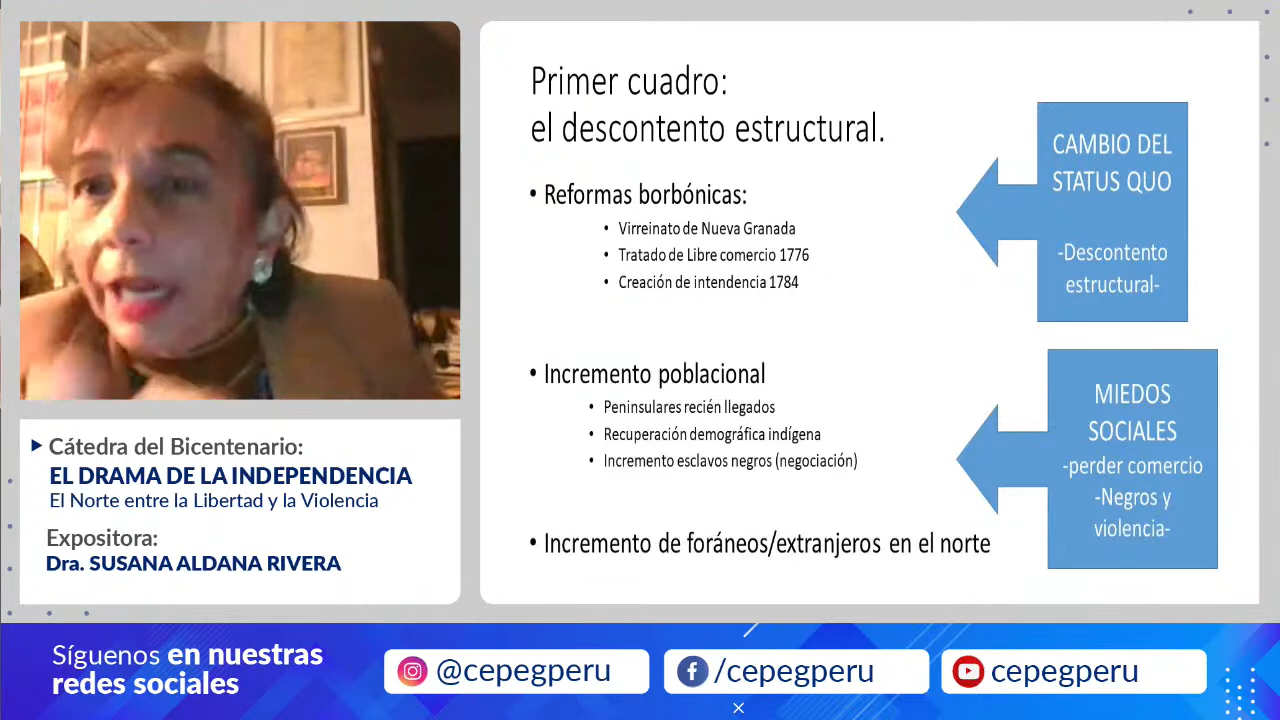 Primer cuadro:
el descontento estructural.
• Reformas borbónicas:
• Virreinato de Nueva Granada
• Tratado de Libre comercio 1776
• Creación de intendencia 1784
• Incremento poblacional
• Peninsulares recién llegados
• Recuperación demográfica indígena
• Incremento esclavos negros (negociación)
• Incremento de foráneos/extranjeros en el norte
CAMBIO DEL
STATUS QUO
-Descontento
estructural-
MIEDOS
SOCIALES
-perder comercio
-Negros y
violencia-
Cátedra del Bicentenario:
EL DRAMA DE LA INDEPENDENCIA
El Norte entre la Libertad y la Violencia
Expositora:
Dra. SUSANA ALDANA RIVERA
Síguenos en nuestras
redes sociales
@cepegperu
/cepegperu
cepegperu